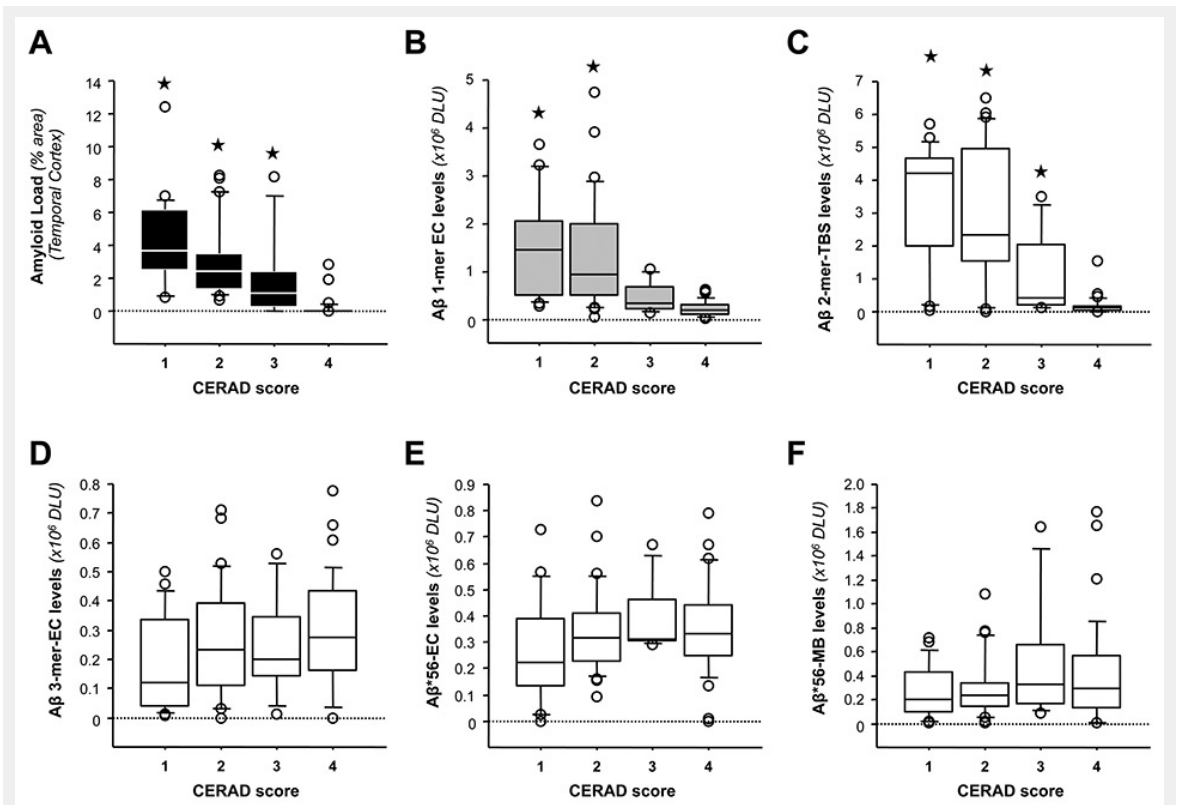 A
Amyloid Load (% area)
(Temporal Cortex)
14
12
10
8
6
4
2
0
★
★
★
1 2 3 4
CERAD score
B
Aβ 1-mer EC levels (x10⁶ DLU)
5
4
3
2
1
0
★
★
1 2 3 4
CERAD score
C
Aβ 2-mer-TBS levels (x10⁶ DLU)
7
6
5
4
3
2
1
0
★
★
★
1 2 3 4
CERAD score
D
Aβ 3-mer-EC levels (x10⁶ DLU)
0.8
0.7
0.6
0.5
0.4
0.3
0.2
0.1
0
1 2 3 4
CERAD score
E
Aβ*56-EC levels (x10⁶ DLU)
0.9
0.8
0.7
0.6
0.5
0.4
0.3
0.2
0.1
0
1 2 3 4
CERAD score
F
Aβ*56-MB levels (x10⁶ DLU)
2.0
1.8
1.6
1.4
1.2
1.0
0.8
0.6
0.4
0.2
0
1 2 3 4
CERAD score